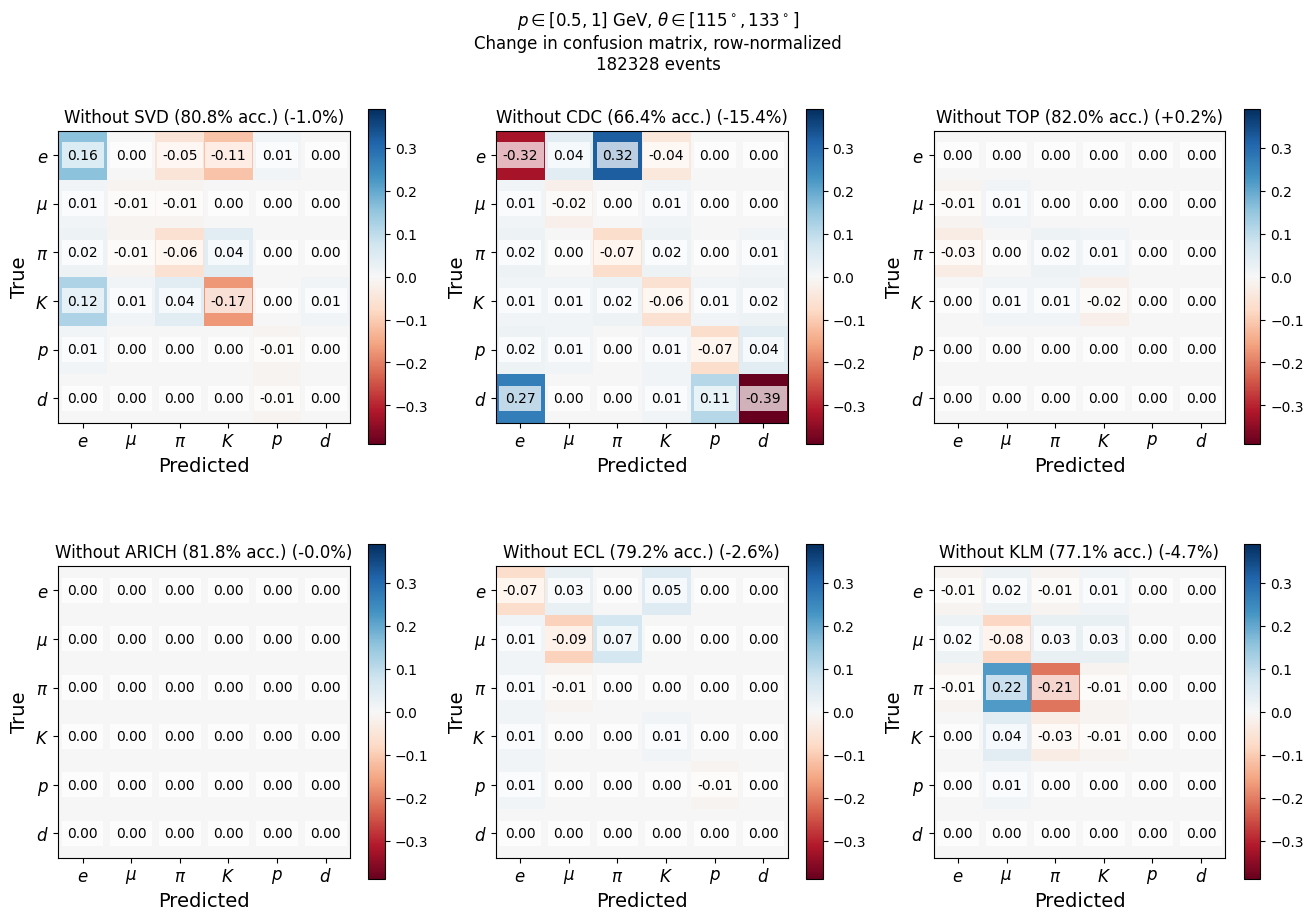 p ∈ [0.5, 1] GeV, θ ∈ [115°, 133°]
Change in confusion matrix, row-normalized
182328 events
Without SVD (80.8% acc.) (-1.0%)
e 0.16 0.00 -0.05 -0.11 0.01 0.00
μ 0.01 -0.01 -0.01 0.00 0.00 0.00
π 0.02 -0.01 -0.06 0.04 0.00 0.00
K 0.12 0.01 0.04 -0.17 0.00 0.01
p 0.01 0.00 0.00 0.00 -0.01 0.00
d 0.00 0.00 0.00 0.00 -0.01 0.00
e μ π K p d
True
Predicted
0.3
0.2
0.1
0.0
−0.1
−0.2
−0.3
Without CDC (66.4% acc.) (-15.4%)
e -0.32 0.04 0.32 -0.04 0.00 0.00
μ 0.01 -0.02 0.00 0.01 0.00 0.00
π 0.02 0.00 -0.07 0.02 0.00 0.01
K 0.01 0.01 0.02 -0.06 0.01 0.02
p 0.02 0.01 0.00 0.01 -0.07 0.04
d 0.27 0.00 0.00 0.01 0.11 -0.39
e μ π K p d
True
Predicted
0.3
0.2
0.1
0.0
−0.1
−0.2
−0.3
Without TOP (82.0% acc.) (+0.2%)
e 0.00 0.00 0.00 0.00 0.00 0.00
μ -0.01 0.01 0.00 0.00 0.00 0.00
π -0.03 0.00 0.02 0.01 0.00 0.00
K 0.00 0.01 0.01 -0.02 0.00 0.00
p 0.00 0.00 0.00 0.00 0.00 0.00
d 0.00 0.00 0.00 0.00 0.00 0.00
e μ π K p d
True
Predicted
0.3
0.2
0.1
0.0
−0.1
−0.2
−0.3
Without ARICH (81.8% acc.) (-0.0%)
e 0.00 0.00 0.00 0.00 0.00 0.00
μ 0.00 0.00 0.00 0.00 0.00 0.00
π 0.00 0.00 0.00 0.00 0.00 0.00
K 0.00 0.00 0.00 0.00 0.00 0.00
p 0.00 0.00 0.00 0.00 0.00 0.00
d 0.00 0.00 0.00 0.00 0.00 0.00
e μ π K p d
True
Predicted
0.3
0.2
0.1
0.0
−0.1
−0.2
−0.3
Without ECL (79.2% acc.) (-2.6%)
e -0.07 0.03 0.00 0.05 0.00 0.00
μ 0.01 -0.09 0.07 0.00 0.00 0.00
π 0.01 -0.01 0.00 0.00 0.00 0.00
K 0.01 0.00 0.00 0.01 0.00 0.00
p 0.01 0.00 0.00 0.00 -0.01 0.00
d 0.00 0.00 0.00 0.00 0.00 0.00
e μ π K p d
True
Predicted
0.3
0.2
0.1
0.0
−0.1
−0.2
−0.3
Without KLM (77.1% acc.) (-4.7%)
e -0.01 0.02 -0.01 0.01 0.00 0.00
μ 0.02 -0.08 0.03 0.03 0.00 0.00
π -0.01 0.22 -0.21 -0.01 0.00 0.00
K 0.00 0.04 -0.03 -0.01 0.00 0.00
p 0.00 0.01 0.00 0.00 0.00 0.00
d 0.00 0.00 0.00 0.00 0.00 0.00
e μ π K p d
True
Predicted
0.3
0.2
0.1
0.0
−0.1
−0.2
−0.3